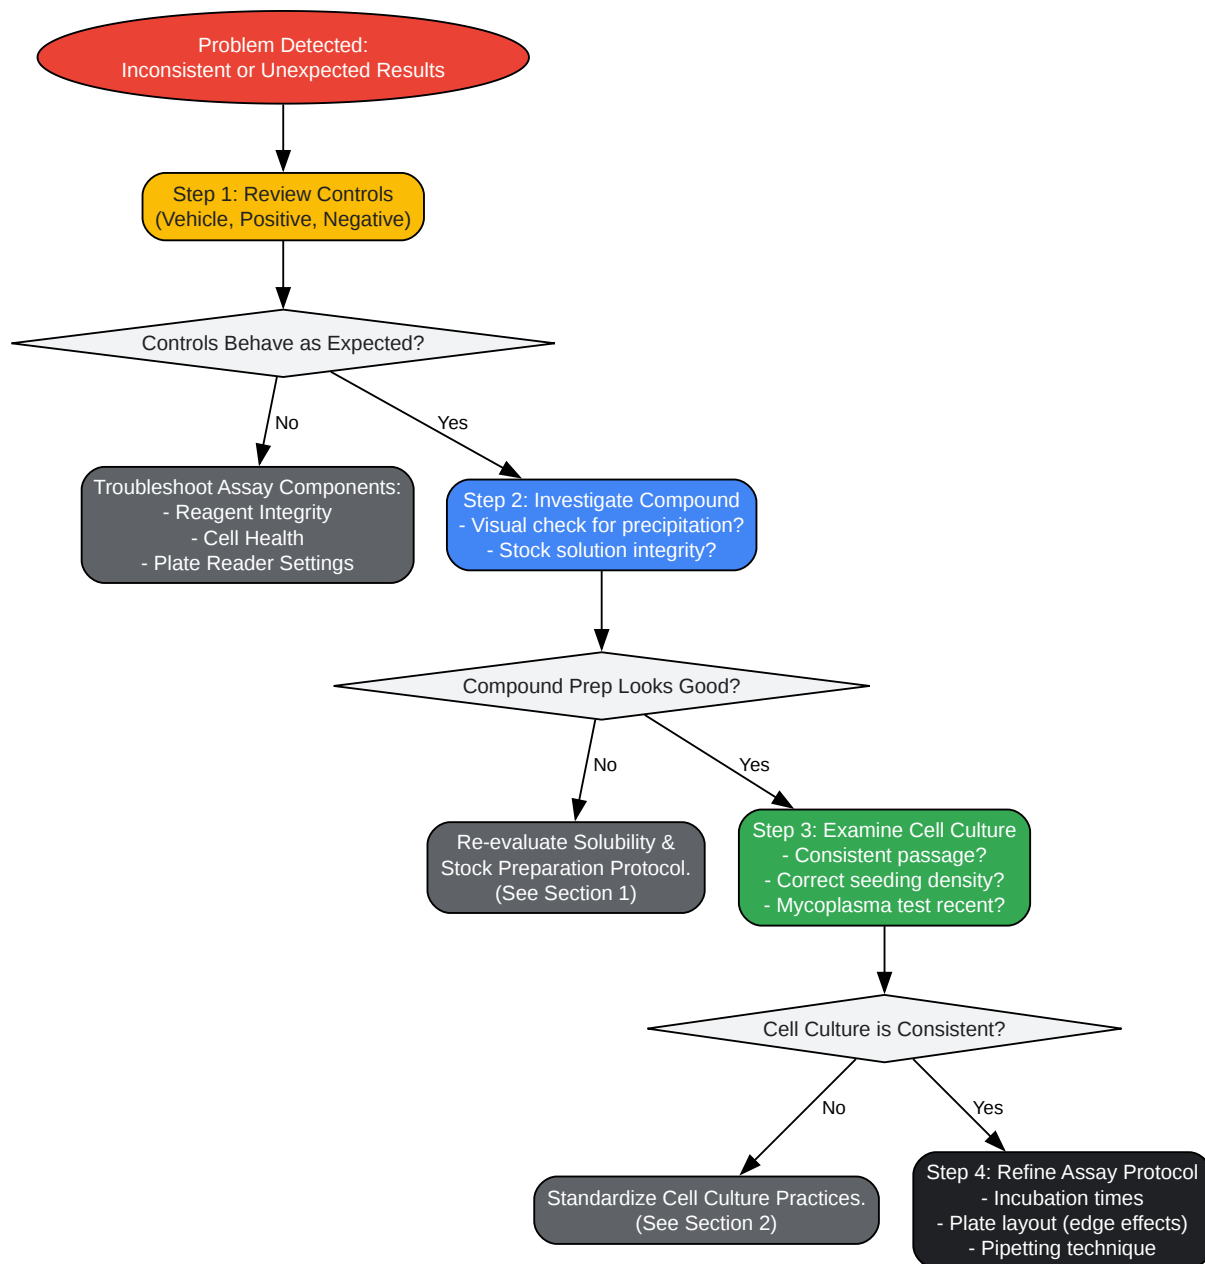 Problem Detected:
Inconsistent or Unexpected Results
Step 1: Review Controls
(Vehicle, Positive, Negative)
Controls Behave as Expected?
No
Yes
Troubleshoot Assay Components:
- Reagent Integrity
- Cell Health
- Plate Reader Settings
Step 2: Investigate Compound
- Visual check for precipitation?
- Stock solution integrity?
Compound Prep Looks Good?
No
Yes
Re-evaluate Solubility &
Stock Preparation Protocol.
(See Section 1)
Step 3: Examine Cell Culture
- Consistent passage?
- Correct seeding density?
- Mycoplasma test recent?
Cell Culture is Consistent?
No
Yes
Standardize Cell Culture Practices.
(See Section 2)
Step 4: Refine Assay Protocol
- Incubation times
- Plate layout (edge effects)
- Pipetting technique